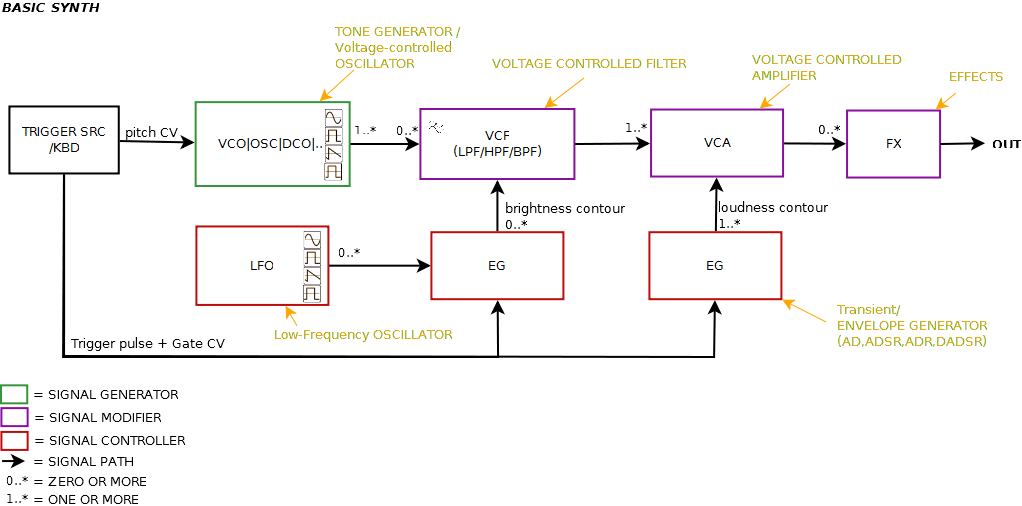 BASIC SYNTH
TONE GENERATOR /
Voltage-controlled
OSCILLATOR
VOLTAGE CONTROLLED FILTER
VOLTAGE CONTROLLED
AMPLIFIER
EFFECTS
TRIGGER SRC
/KBD
pitch CV
VCO|OSC|DCO|..
1..*
0..*
VCF
(LPF/HPF/BPF)
1..*
VCA
0..*
FX
OUT
brightness contour
0..*
loudness contour
1..*
LFO
0..*
EG
EG
Low-Frequency OSCILLATOR
Transient/
ENVELOPE GENERATOR
(AD,ADSR,ADR,DADSR)
Trigger pulse + Gate CV
= SIGNAL GENERATOR
= SIGNAL MODIFIER
= SIGNAL CONTROLLER
= SIGNAL PATH
0..* = ZERO OR MORE
1..* = ONE OR MORE